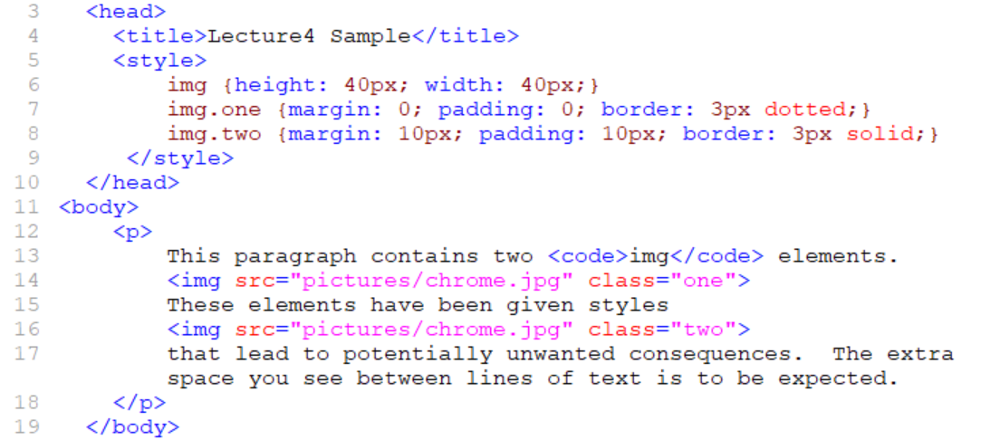 3 <head>
4 <title>Lecture4 Sample</title>
5 <style>
6 img {height: 40px; width: 40px;}
7 img.one {margin: 0; padding: 0; border: 3px dotted;}
8 img.two {margin: 10px; padding: 10px; border: 3px solid;}
9 </style>
10 </head>
11 <body>
12 <p>
13 This paragraph contains two <code>img</code> elements.
14 <img src="pictures/chrome.jpg" class="one">
15 These elements have been given styles
16 <img src="pictures/chrome.jpg" class="two">
17 that lead to potentially unwanted consequences.  The extra
space you see between lines of text is to be expected.
18 </p>
19 </body>